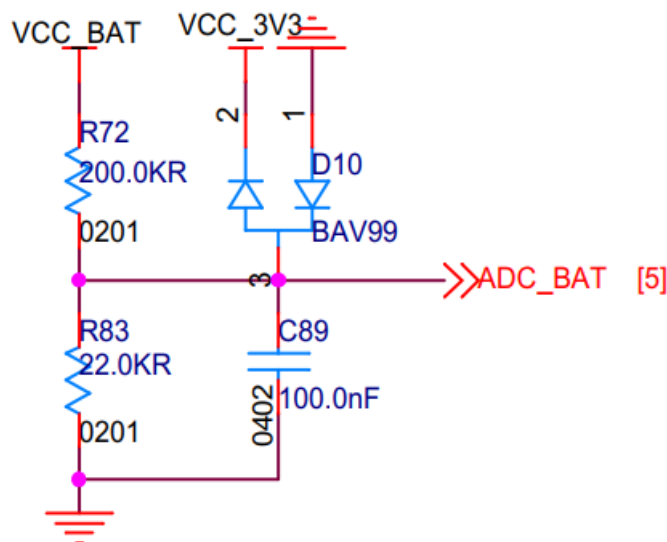 VCC_BAT
VCC_3V3
2
1
R72
200.0KR
0201
D10
BAV99
3
ADC_BAT [5]
R83
22.0KR
0201
C89
100.0nF
0402